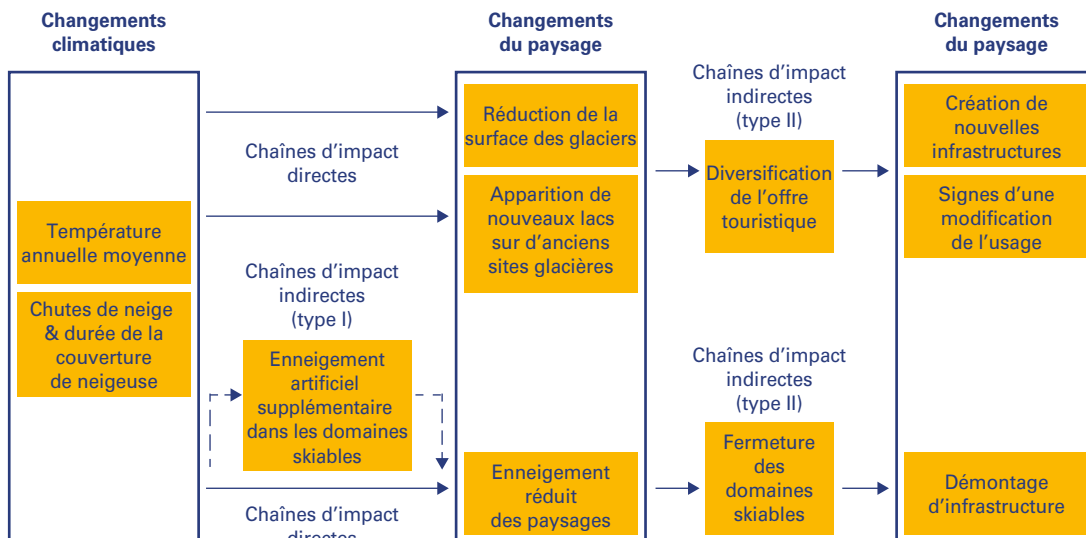 Changements
climatiques
Température
annuelle moyenne
Chutes de neige
& durée de la
couverture
de neigeuse
Chaînes d’impact
directes
Chaînes d’impact
indirectes
(type I)
Enneigement
artificiel
supplémentaire
dans les domaines
skiables
Chaînes d’impact
directes
Changements
du paysage
Réduction de la
surface des glaciers
Apparition de
nouveaux lacs
sur d’anciens
sites glacières
Enneigement
réduit
des paysages
Chaînes d’impact
indirectes
(type II)
Diversification
de l’offre
touristique
Chaînes d’impact
indirectes
(type II)
Fermeture
des
domaines
skiables
Changements
du paysage
Création de
nouvelles
infrastructures
Signes d’une
modification
de l’usage
Démontage
d’infrastructure